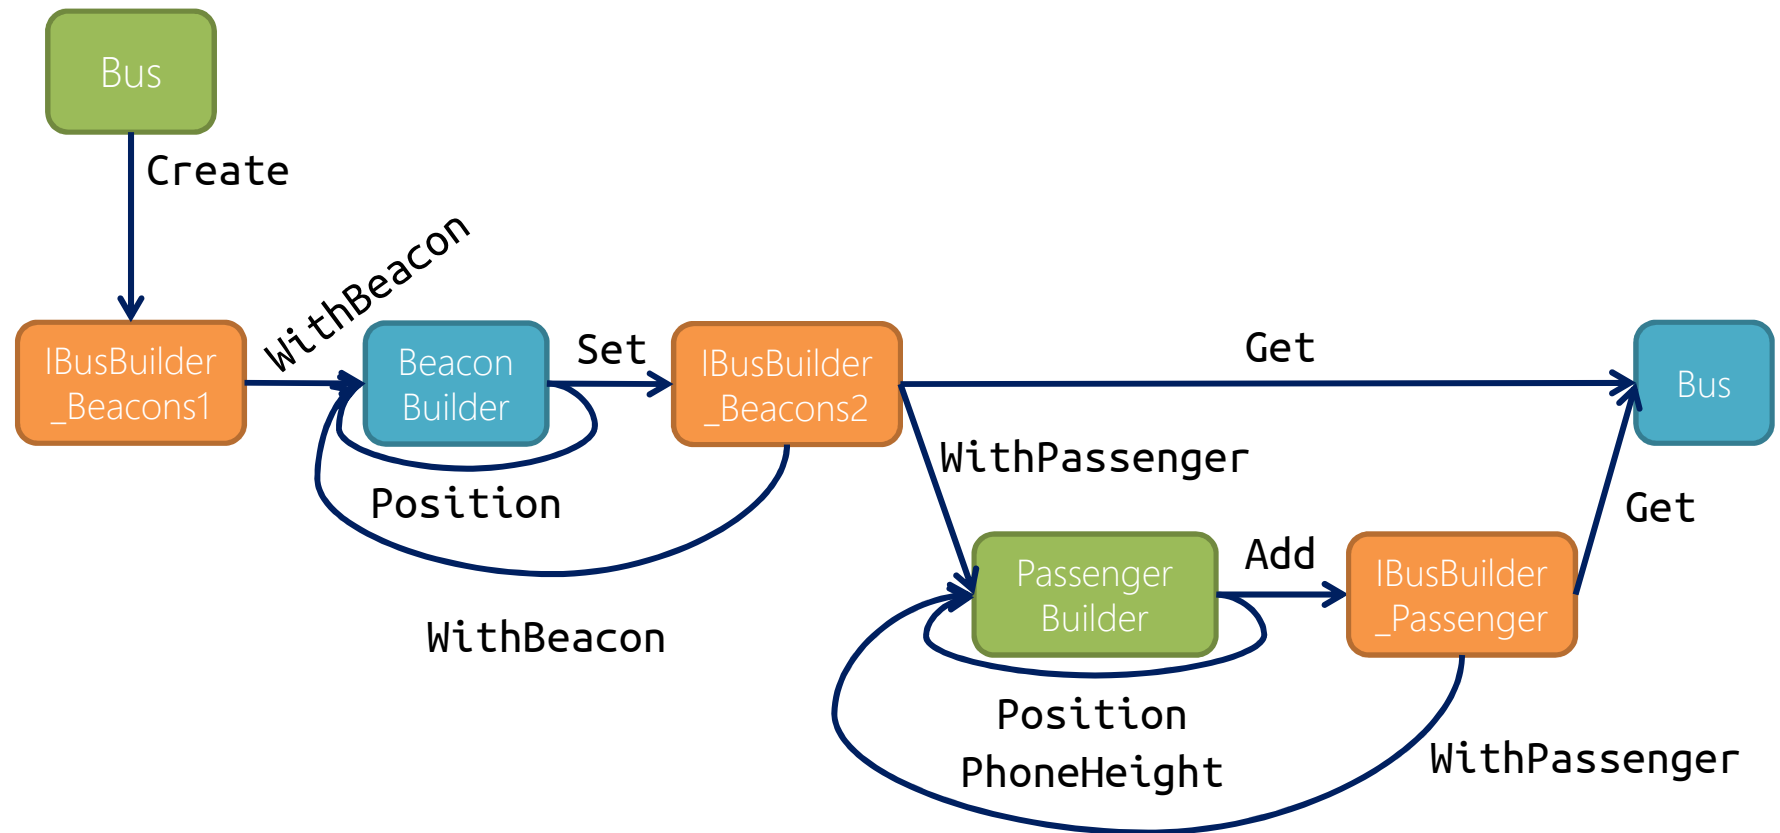 Bus
Create
WithBeacon
IBusBuilder
_Beacons1
Beacon
Builder
Set
IBusBuilder
_Beacons2
Get
Bus
Position
WithBeacon
WithPassenger
Passenger
Builder
Add
IBusBuilder
_Passenger
Get
Position
PhoneHeight
WithPassenger